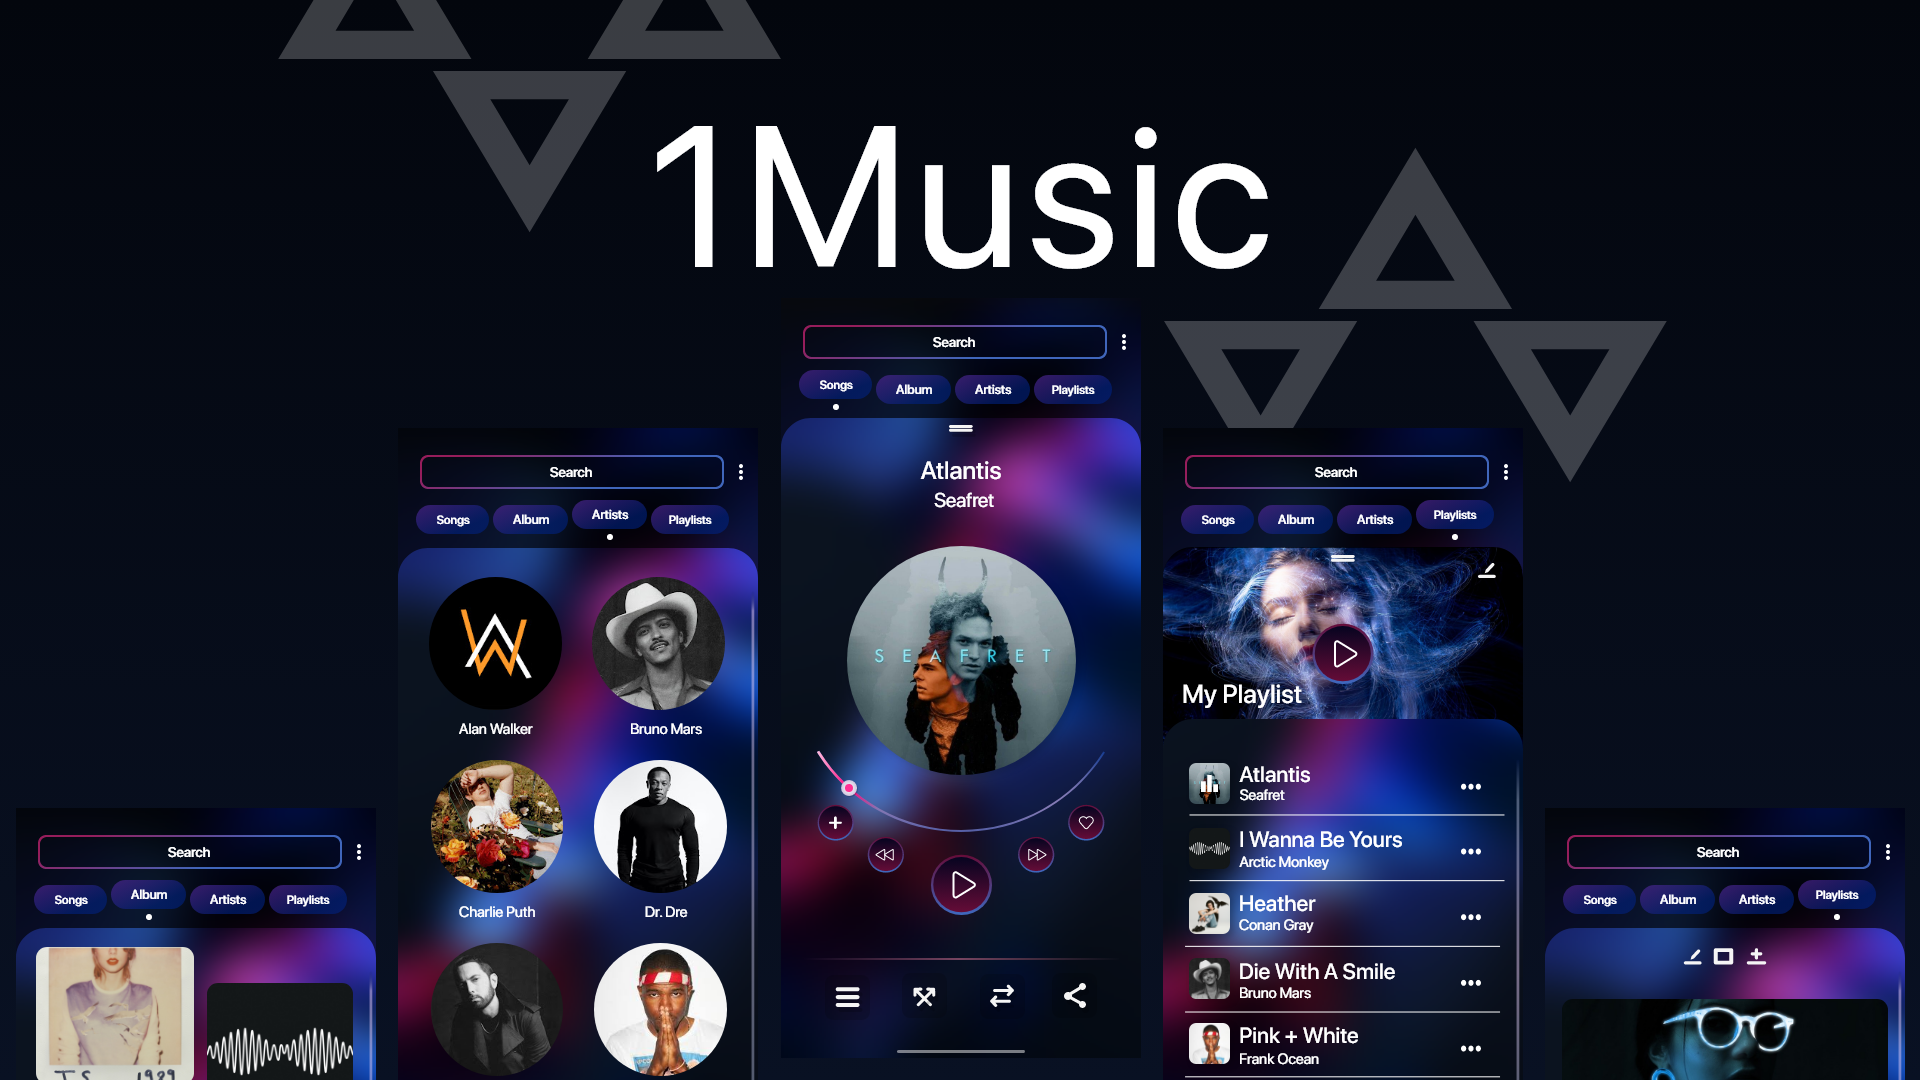 1Music
Search
Songs
Album
Artists
Playlists
T.S.
1989
Search
Songs
Album
Artists
Playlists
Alan Walker
Bruno Mars
Charlie Puth
Dr. Dre
Search
Songs
Album
Artists
Playlists
Atlantis
Seafret
SEAFRET
Search
Songs
Album
Artists
Playlists
My Playlist
Atlantis
Seafret
I Wanna Be Yours
Arctic Monkey
Heather
Conan Gray
Die With A Smile
Bruno Mars
Pink + White
Frank Ocean
Search
Songs
Album
Artists
Playlists